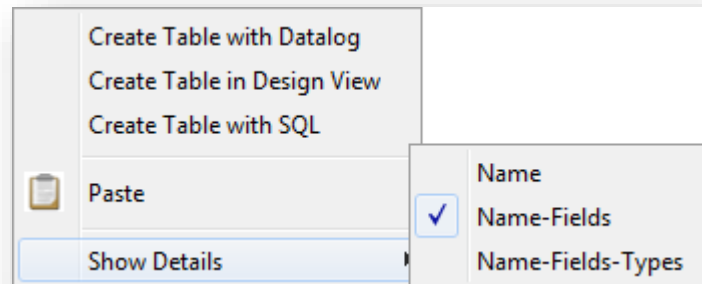 Create Table with Datalog
Create Table in Design View
Create Table with SQL
Paste
Show Details
Name
Name-Fields
Name-Fields-Types